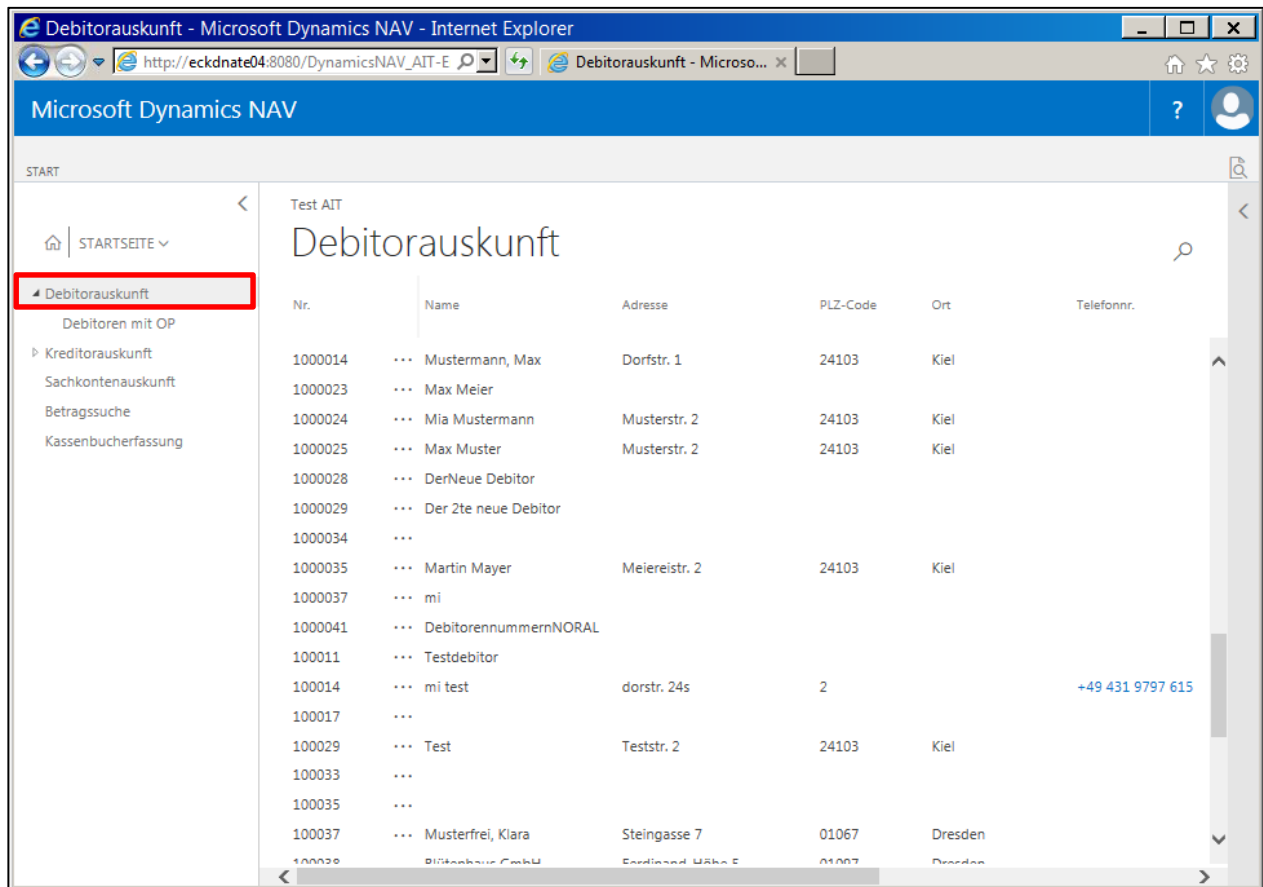 Debitorauskunft - Microsoft Dynamics NAV - Internet Explorer
http://eckdnate04:8080/DynamicsNAV_AIT-E Debitorauskunft - Microso...
Microsoft Dynamics NAV ?
START
Test AIT
STARTSEITE
Debitorauskunft
Debitorauskunft
Debitoren mit OP
Kreditorauskunft
Sachkontenauskunft
Betragssuche
Kassenbucherfassung
Nr. Name Adresse PLZ-Code Ort Telefonnr.
1000014 ... Mustermann, Max Dorfstr. 1 24103 Kiel
1000023 ... Max Meier
1000024 ... Mia Mustermann Musterstr. 2 24103 Kiel
1000025 ... Max Muster Musterstr. 2 24103 Kiel
1000028 ... DerNeue Debitor
1000029 ... Der 2te neue Debitor
1000034 ...
1000035 ... Martin Mayer Meiereistr. 2 24103 Kiel
1000037 ... mi
1000041 ... DebitorennummernNORAL
100011 ... Testdebitor
100014 ... mi test dorstr. 24s 2 +49 431 9797 615
100017 ...
100029 ... Test Teststr. 2 24103 Kiel
100033 ...
100035 ...
100037 ... Musterfrei, Klara Steingasse 7 01067 Dresden
100038 Blütenhaus GmbH 01097 Dresden